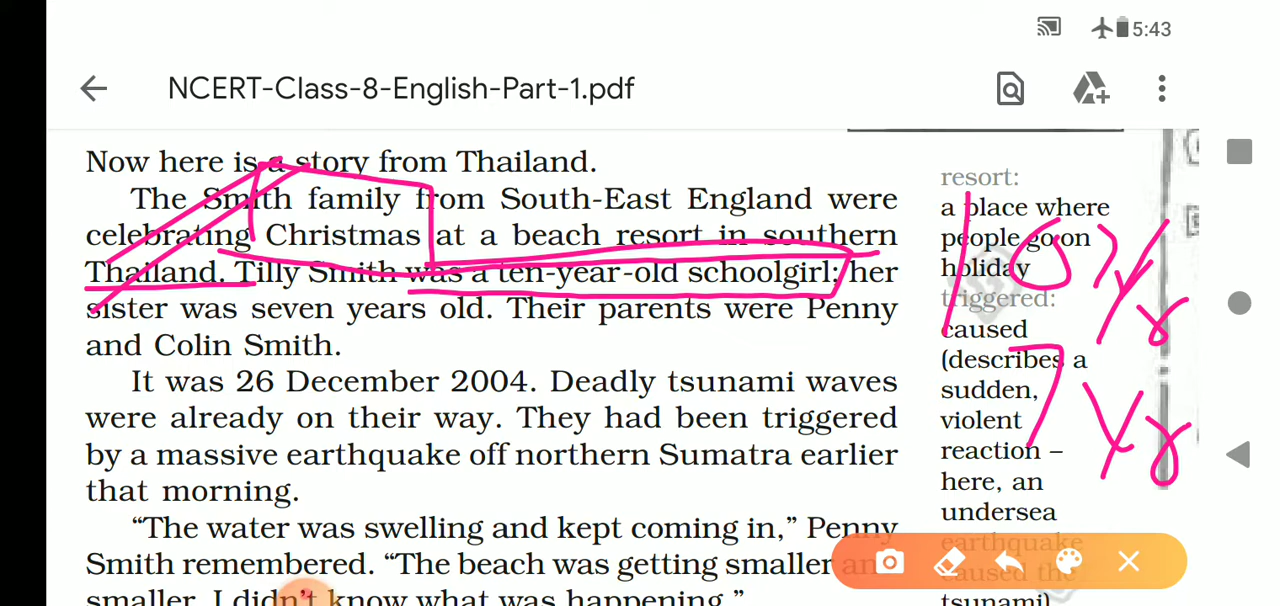 5:43
NCERT-Class-8-English-Part-1.pdf
Now here is a story from Thailand.
The Smith family from South-East England were
celebrating Christmas at a beach resort in southern
Thailand. Tilly Smith was a ten-year-old schoolgirl; her
sister was seven years old. Their parents were Penny
and Colin Smith.
It was 26 December 2004. Deadly tsunami waves
were already on their way. They had been triggered
by a massive earthquake off northern Sumatra earlier
that morning.
“The water was swelling and kept coming in,” Penny
Smith remembered. “The beach was getting smaller and
smaller. I didn’t know what was happening.”
resort:
a place where
people go on
holiday
triggered:
caused
(describes a
sudden,
violent
reaction –
here, an
undersea
earthquake
caused the
tsunami)
10 yr
7 yr